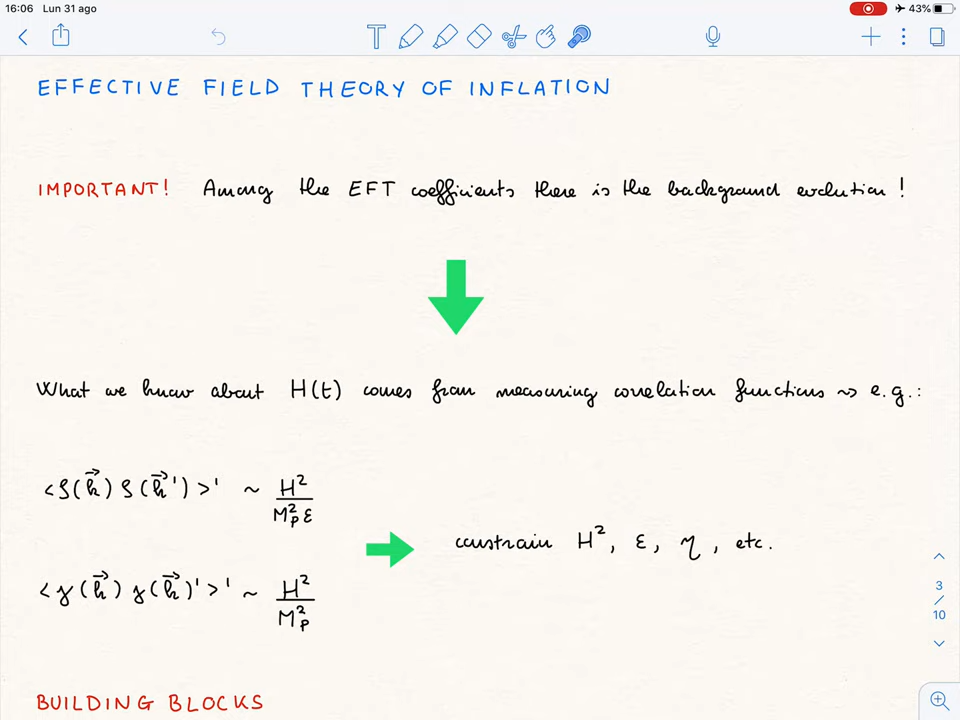 16:06 Lun 31 ago
43%
EFFECTIVE FIELD THEORY OF INFLATION
IMPORTANT! Among the EFT coefficients there is the background evolution!
What we know about H(t) comes from measuring correlation functions ⇝ e.g.:
<ζ(k⃗) ζ(k⃗')>' ~ H²/(M²_P ε)
constrain H², ε, η, etc.
<γ(k⃗) γ(k⃗)'>' ~ H²/M²_P
3
/
10
BUILDING BLOCKS